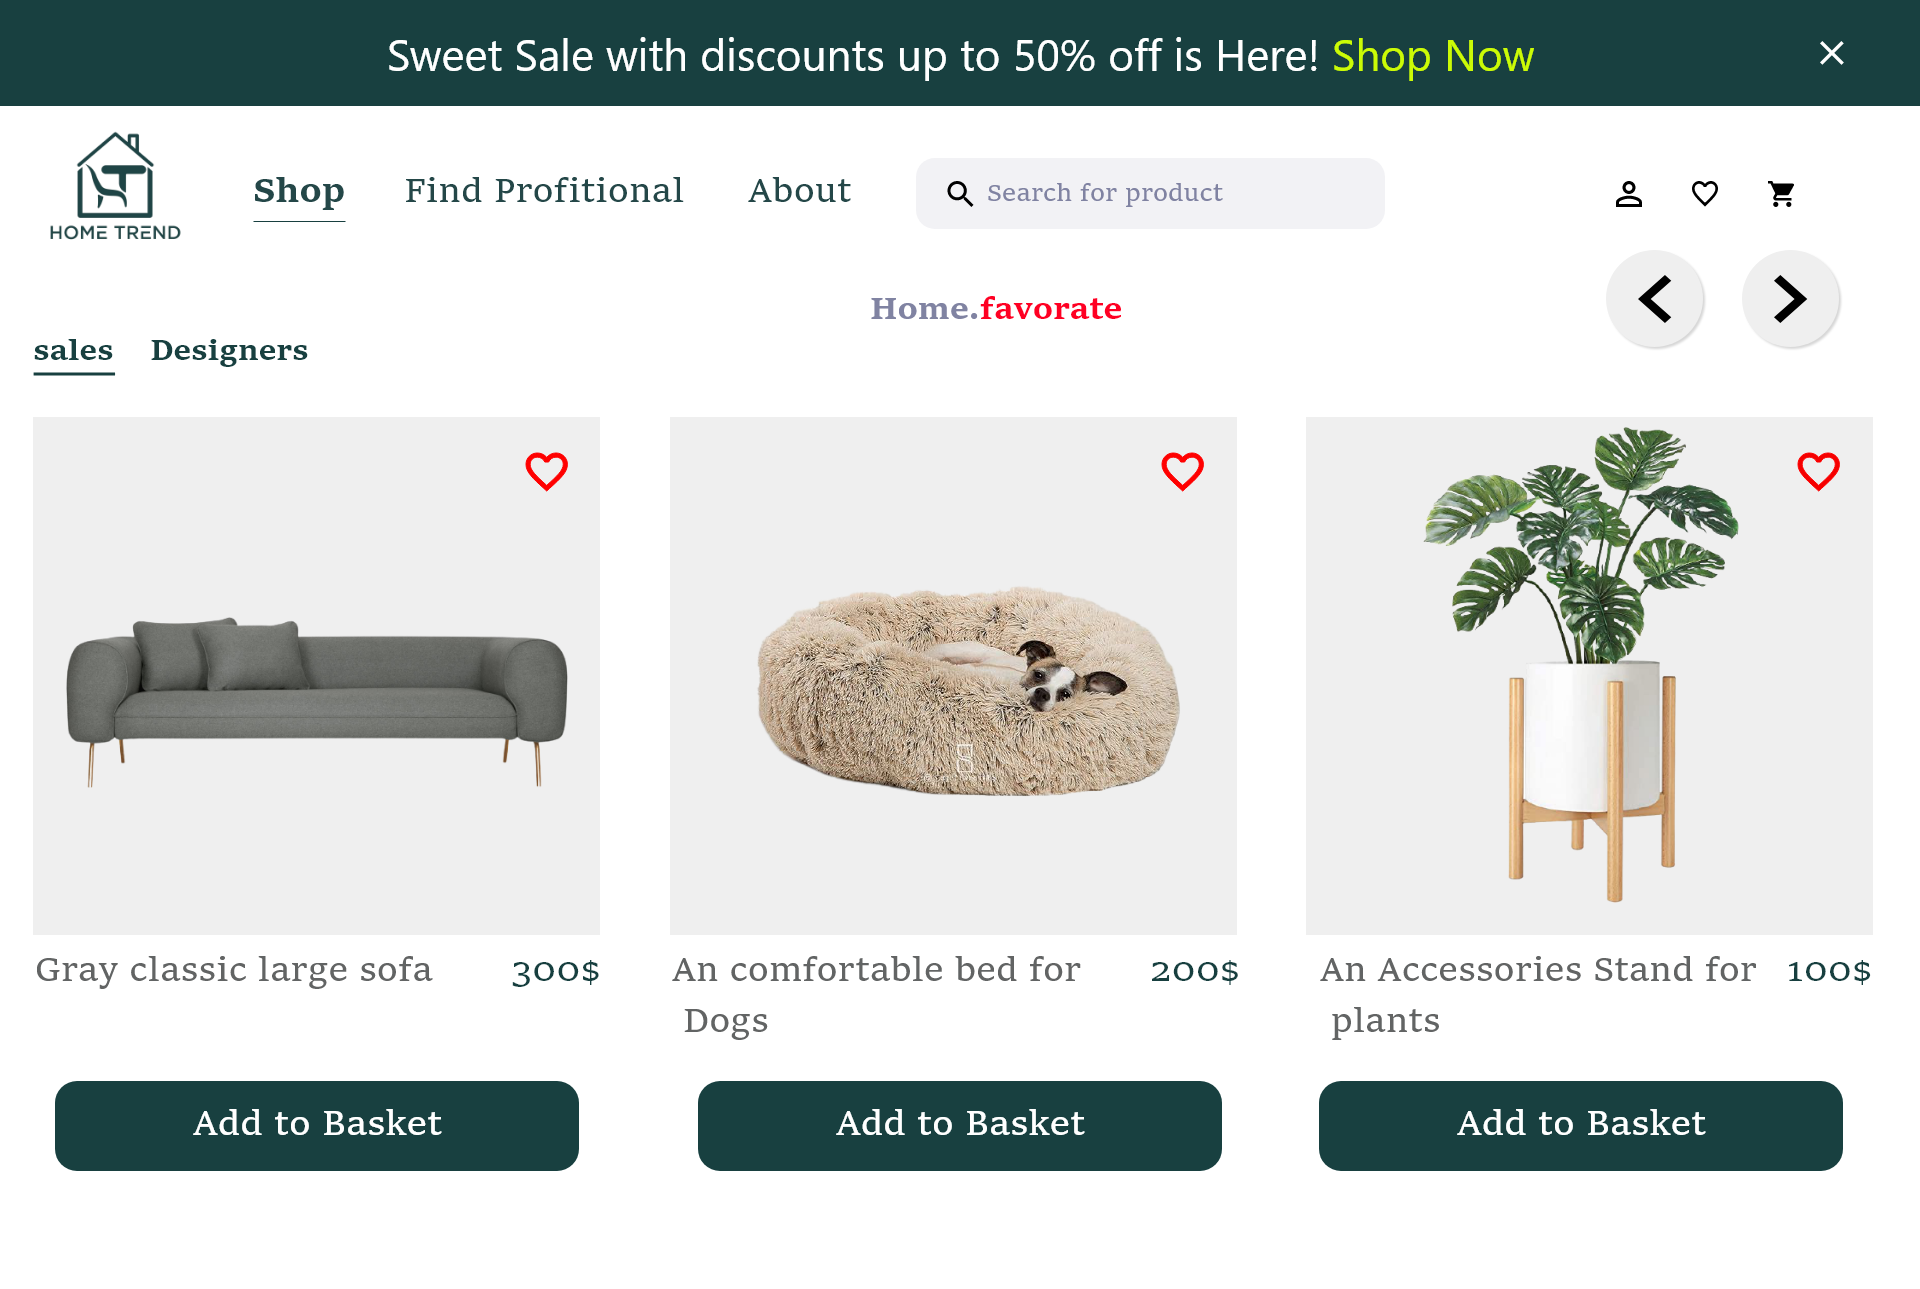 Sweet Sale with discounts up to 50% off is Here! Shop Now
HOME TREND
Shop
Find Profitional
About
Search for product
Home.favorate
sales
Designers
Gray classic large sofa
300$
An comfortable bed for
Dogs
200$
An Accessories Stand for
plants
100$
Add to Basket
Add to Basket
Add to Basket